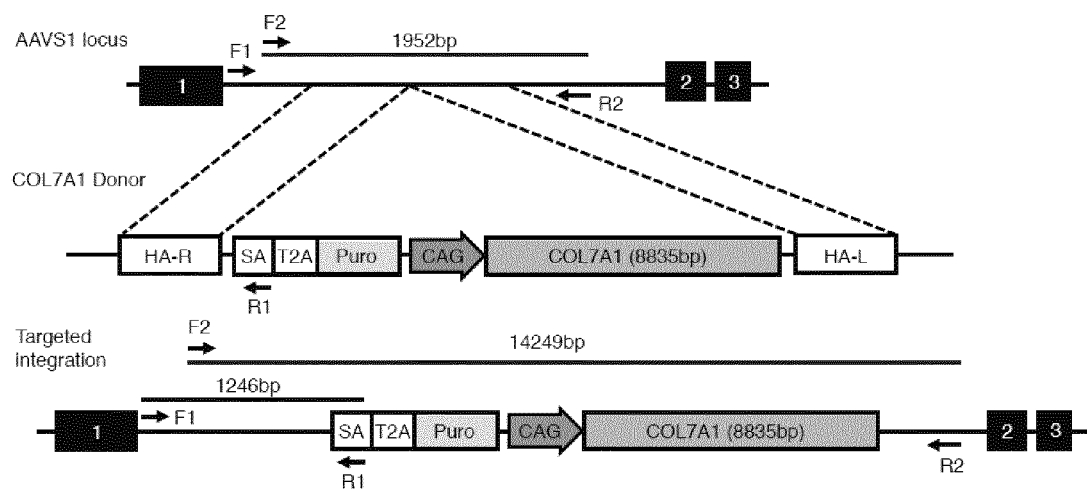 F2
AAVS1 locus
1952bp
F1
1
2
3
R2
COL7A1 Donor
HA-R
SA
T2A
Puro
CAG
COL7A1 (8835bp)
HA-L
R1
Targeted
integration
F2
14249bp
1246bp
1
F1
SA
T2A
Puro
CAG
COL7A1 (8835bp)
2
3
R1
R2